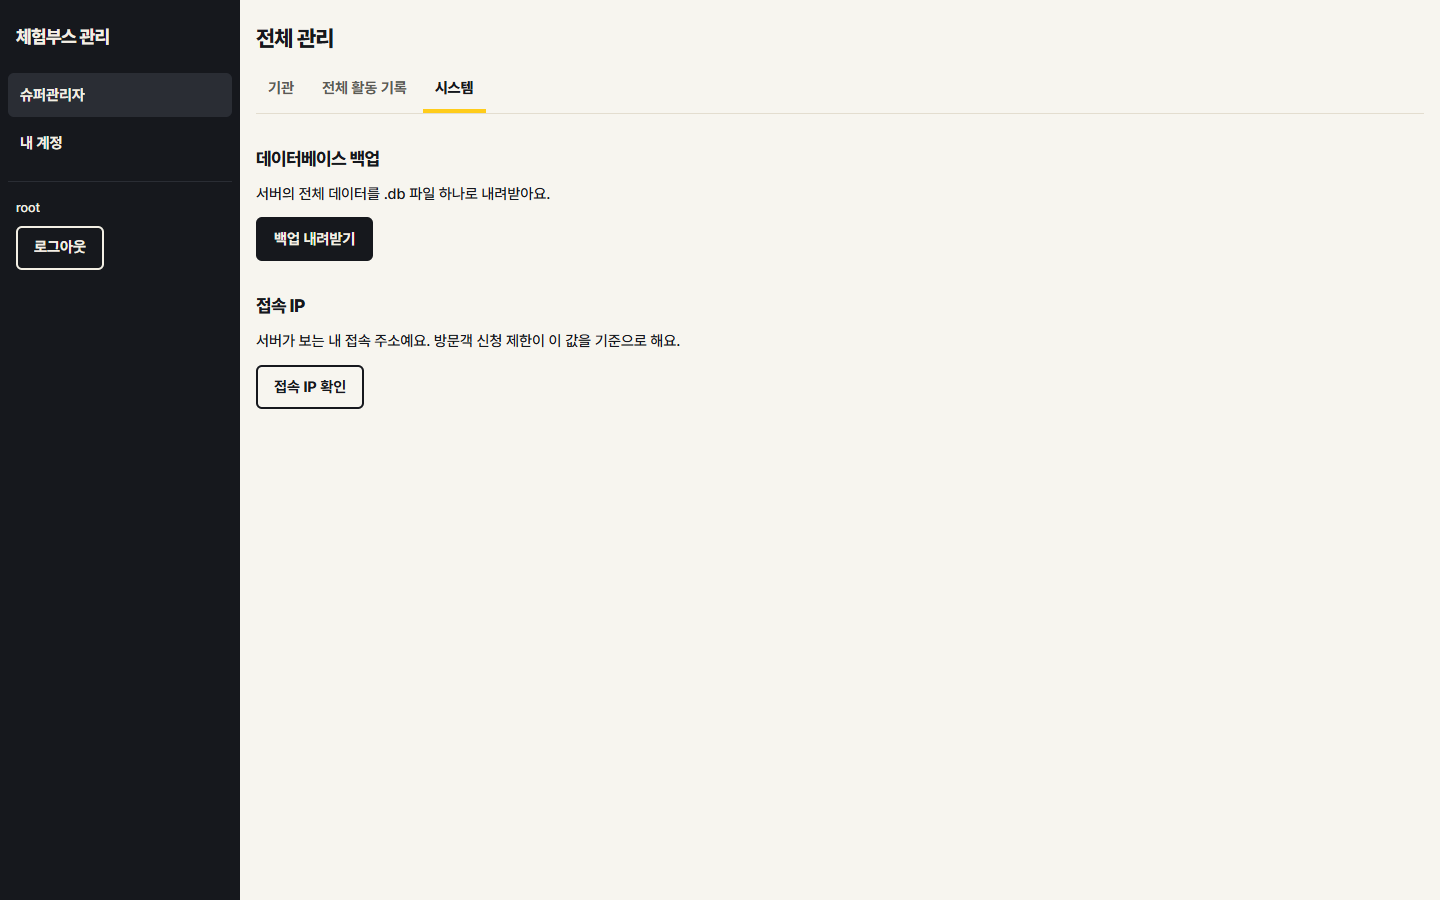 체험부스 관리
슈퍼관리자
내 계정
root
로그아웃
전체 관리
기관 전체 활동 기록 시스템
데이터베이스 백업
서버의 전체 데이터를 .db 파일 하나로 내려받아요.
백업 내려받기
접속 IP
서버가 보는 내 접속 주소예요. 방문객 신청 제한이 이 값을 기준으로 해요.
접속 IP 확인